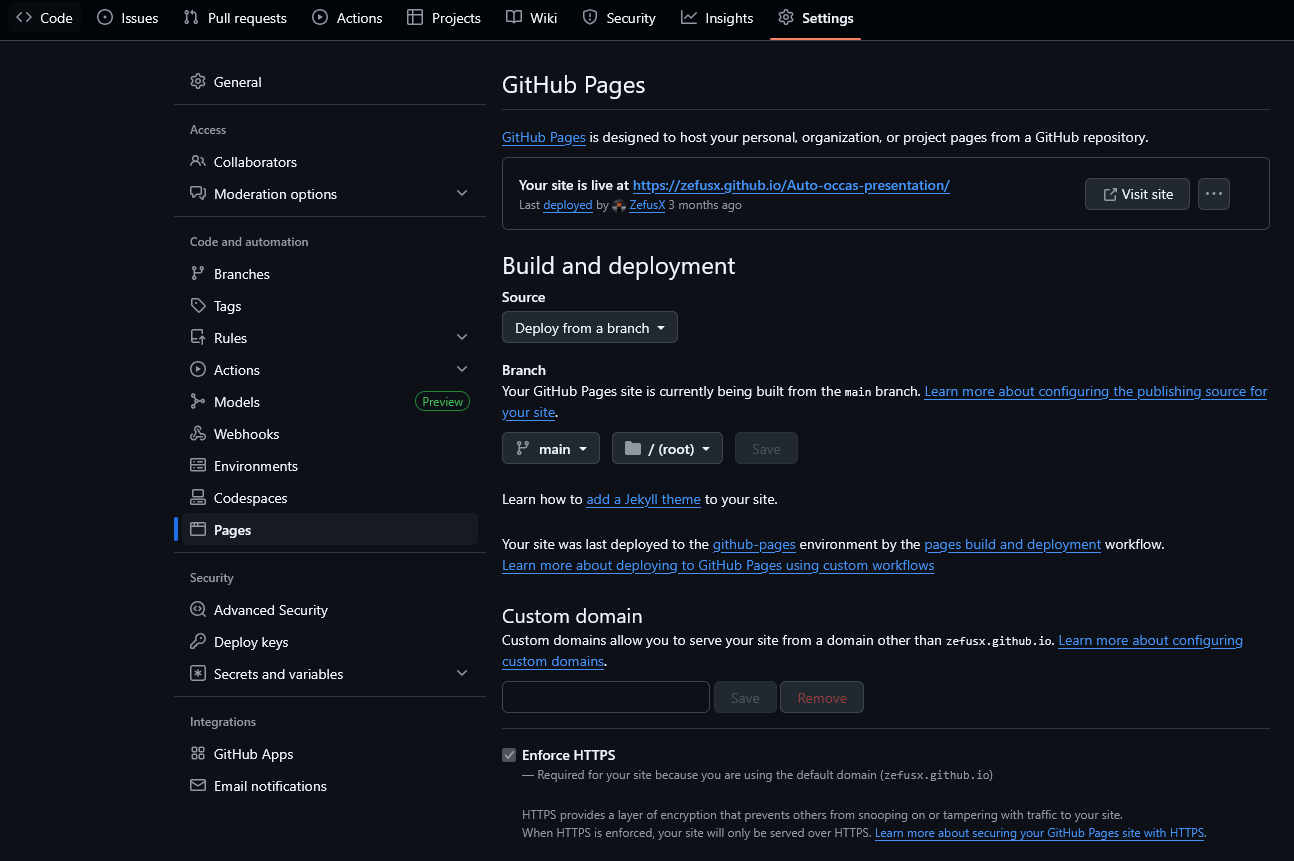 Code Issues Pull requests Actions Projects Wiki Security Insights Settings
General
Access
Collaborators
Moderation options
Code and automation
Branches
Tags
Rules
Actions
Models Preview
Webhooks
Environments
Codespaces
Pages
Security
Advanced Security
Deploy keys
Secrets and variables
Integrations
GitHub Apps
Email notifications
GitHub Pages
GitHub Pages is designed to host your personal, organization, or project pages from a GitHub repository.
Your site is live at https://zefusx.github.io/Auto-occas-presentation/
Last deployed by ZefusX 3 months ago
Visit site
Build and deployment
Source
Deploy from a branch
Branch
Your GitHub Pages site is currently being built from the main branch. Learn more about configuring the publishing source for
your site.
main / (root) Save
Learn how to add a Jekyll theme to your site.
Your site was last deployed to the github-pages environment by the pages build and deployment workflow.
Learn more about deploying to GitHub Pages using custom workflows
Custom domain
Custom domains allow you to serve your site from a domain other than zefusx.github.io. Learn more about configuring
custom domains.
Save Remove
Enforce HTTPS
— Required for your site because you are using the default domain (zefusx.github.io)
HTTPS provides a layer of encryption that prevents others from snooping on or tampering with traffic to your site.
When HTTPS is enforced, your site will only be served over HTTPS. Learn more about securing your GitHub Pages site with HTTPS.